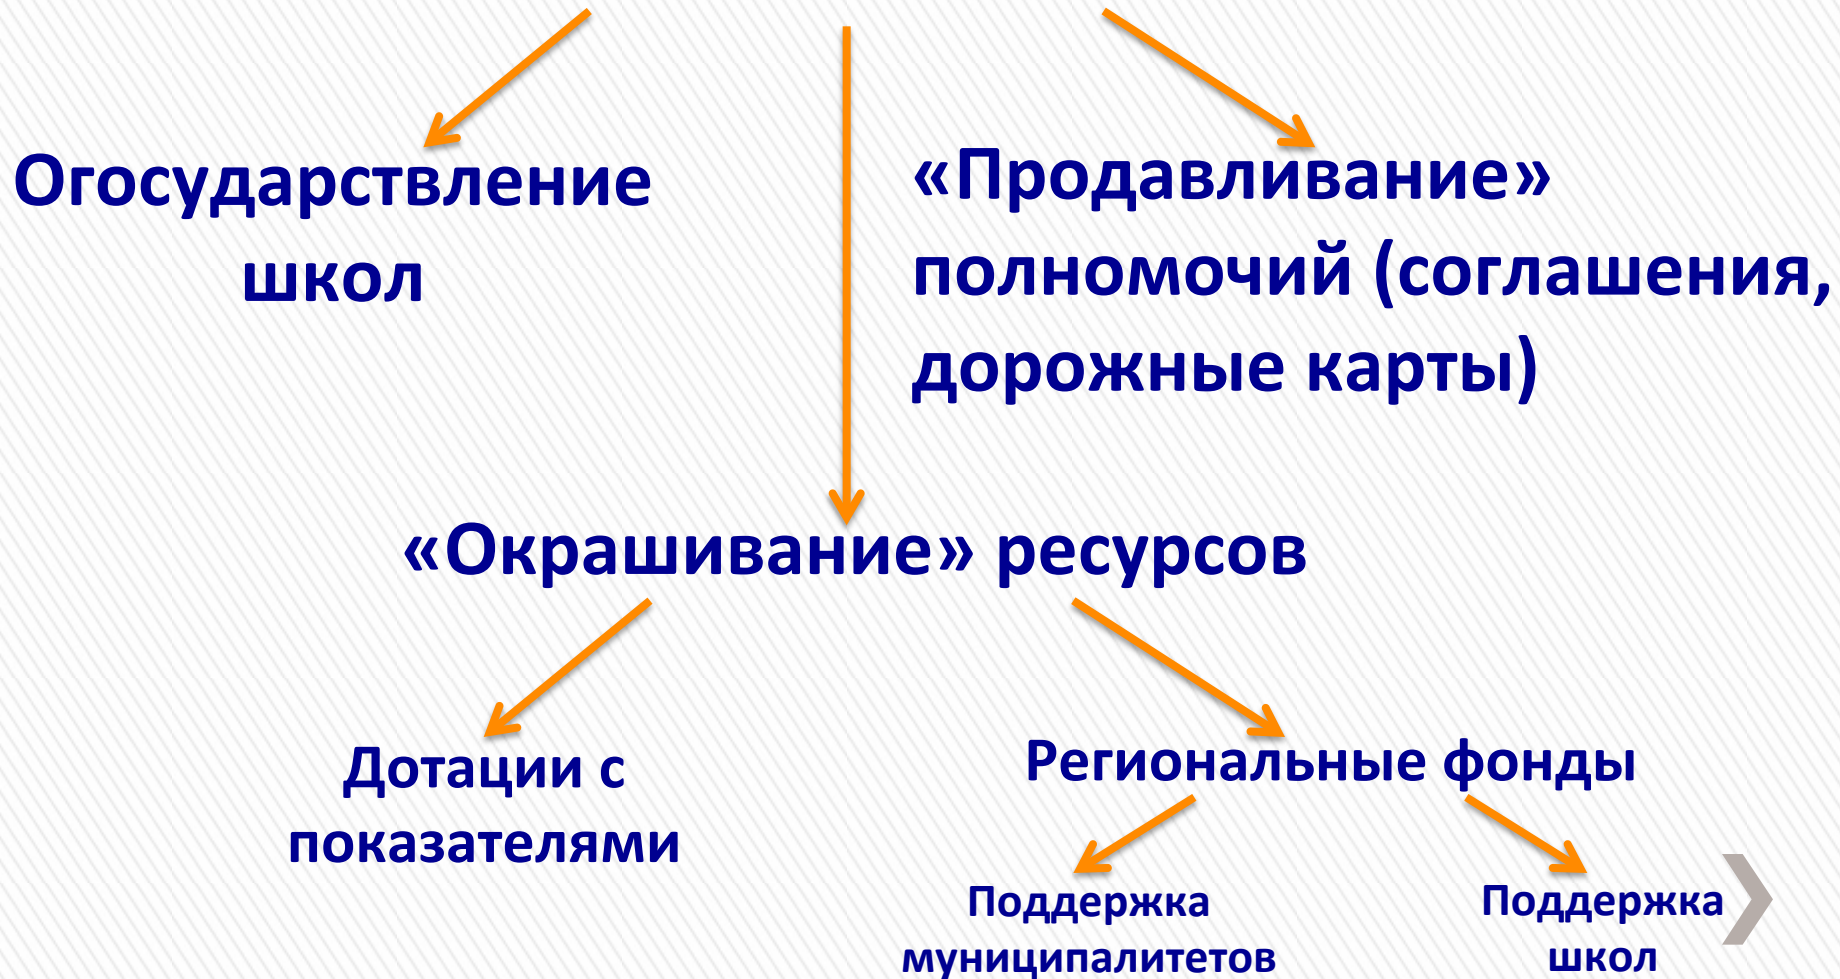 Огосударствление
школ
«Продавливание»
полномочий (соглашения,
дорожные карты)
«Окрашивание» ресурсов
Дотации с
показателями
Региональные фонды
Поддержка
муниципалитетов
Поддержка
школ